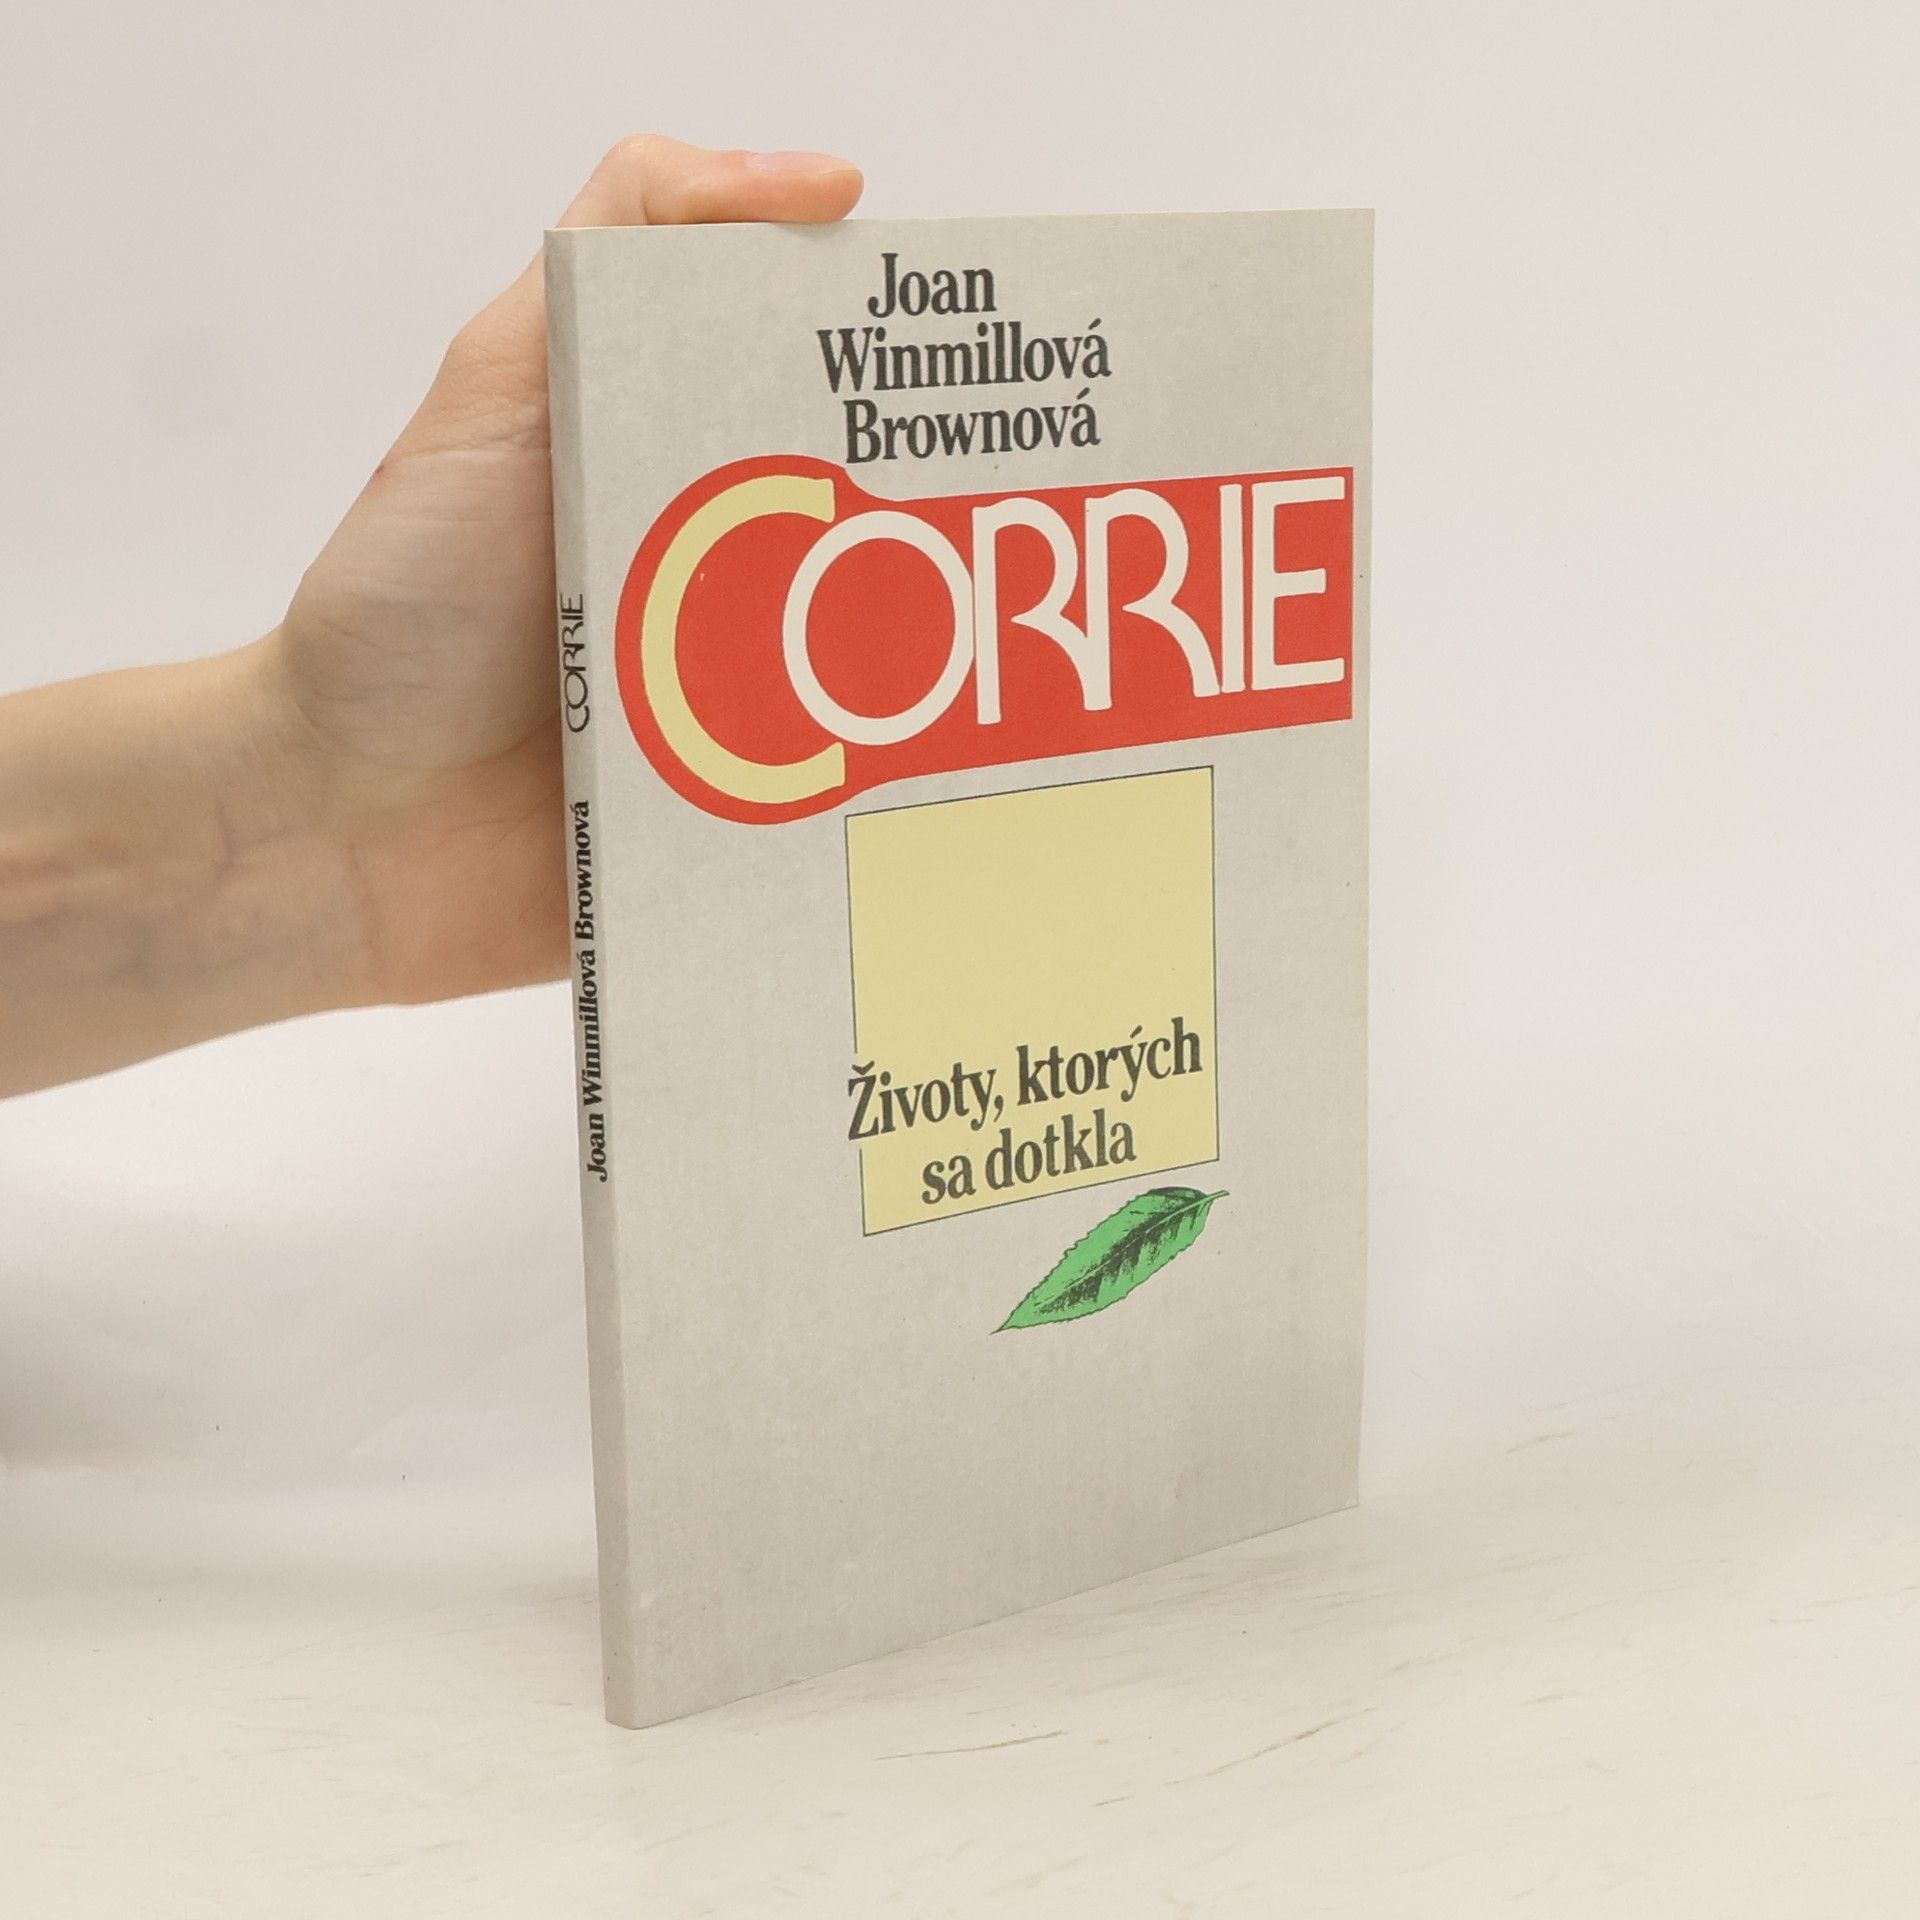 Joan
Winmillová
Brownová
CORRIE
Životy, ktorých
sa dotkla
Joan Winmillová Brownová CORRIE